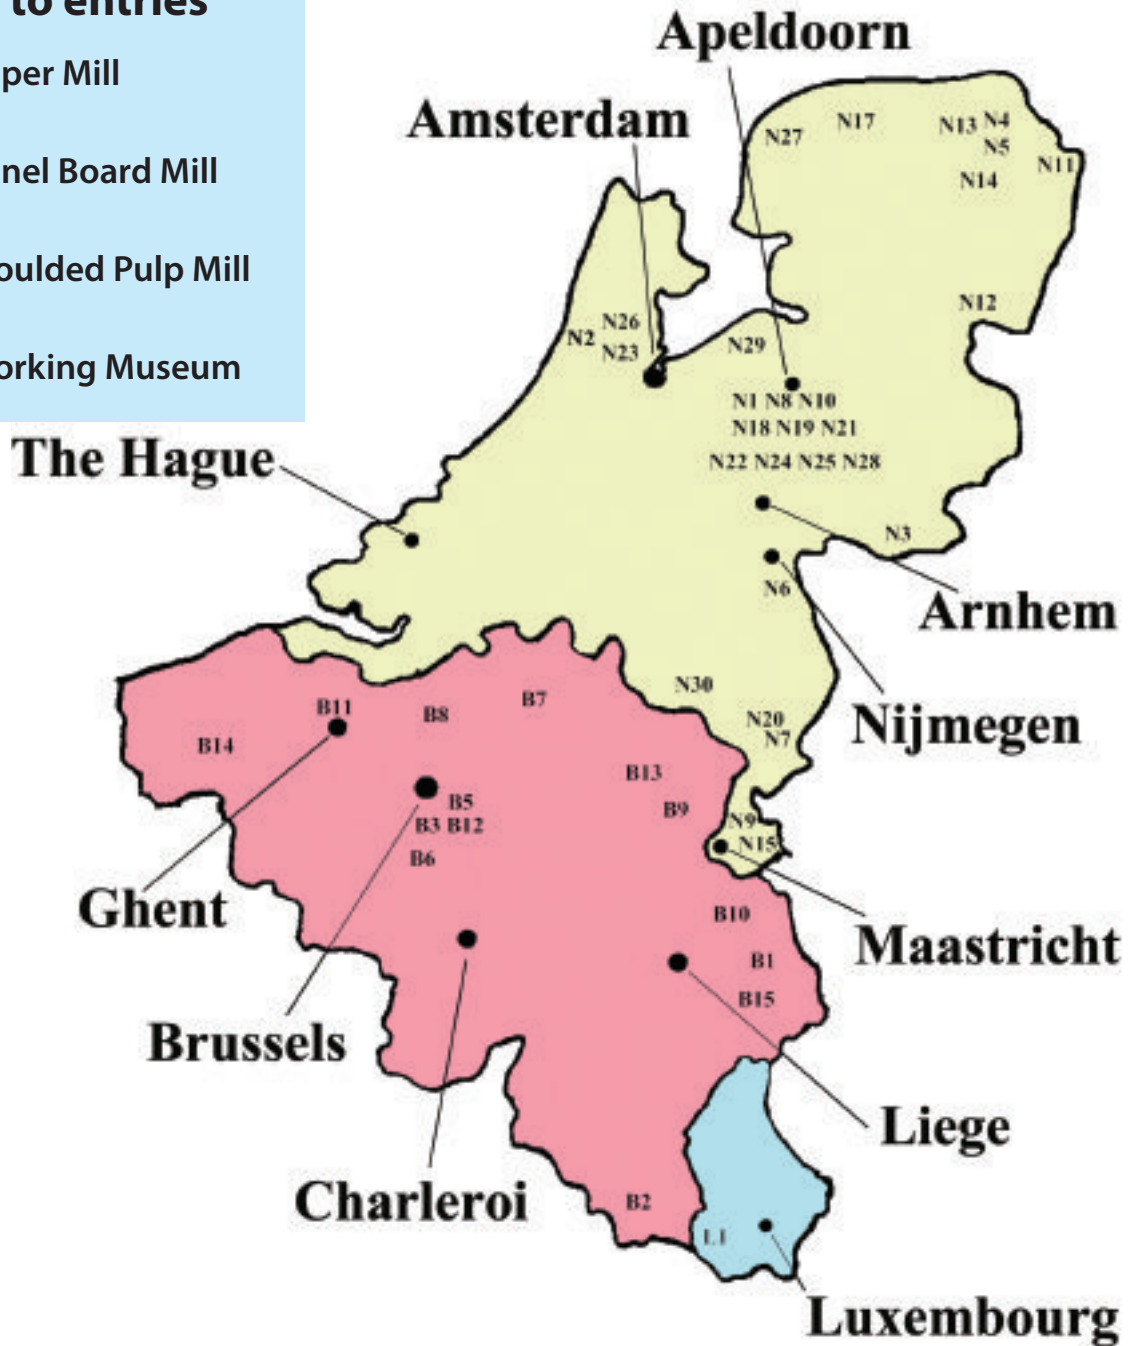 to entries
per Mill
nel Board Mill
oulded Pulp Mill
orking Museum
Apeldoorn
Amsterdam
N27
N17
N13 N4
N5
N11
N14
N12
N2
N26
N23
N29
N1 N8 N10
N18 N19 N21
N22 N24 N25 N28
The Hague
N3
N6
Arnhem
N30
N20
N7
Nijmegen
B11
B8
B7
B14
B13
B9
B5
B3 B12
B6
N9
N15
Ghent
Maastricht
B10
B1
B15
Brussels
Liege
Charleroi
B2
L1
Luxembourg